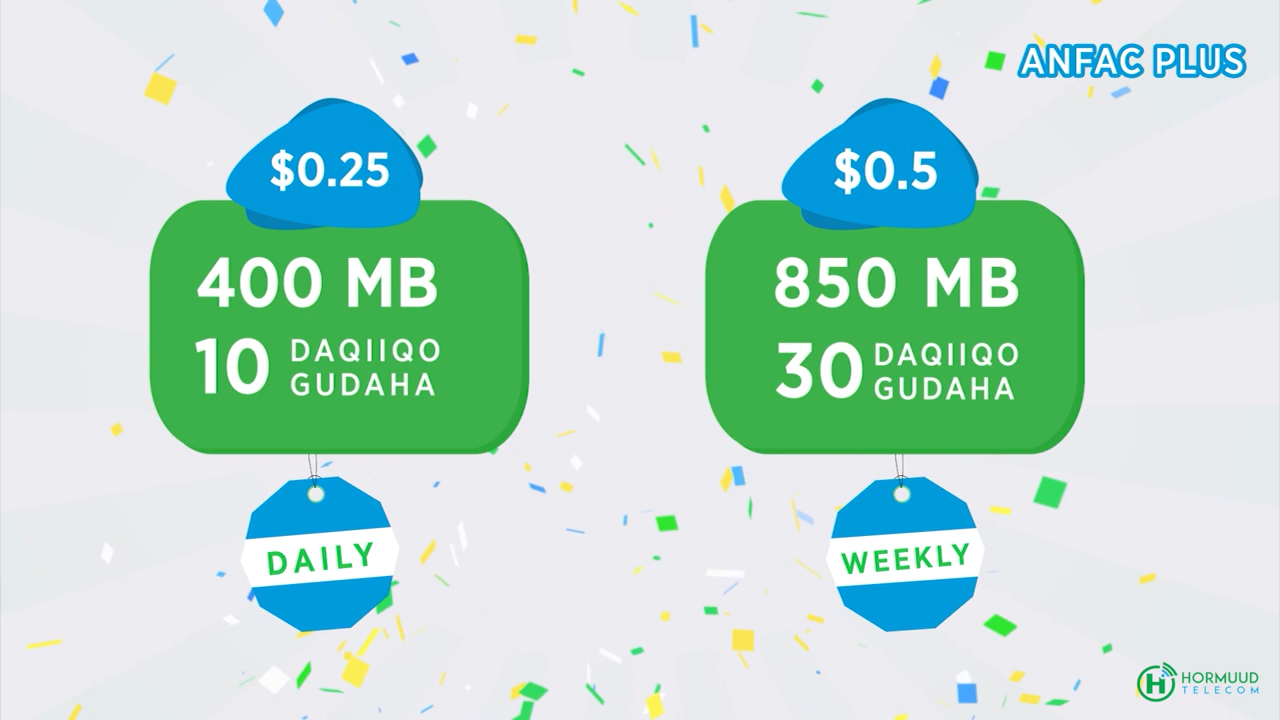 ANFAC PLUS
$0.25
400 MB
10 DAQIIQO
GUDAHA
DAILY
$0.5
850 MB
30 DAQIIQO
GUDAHA
WEEKLY
HORMUUD
TELECOM